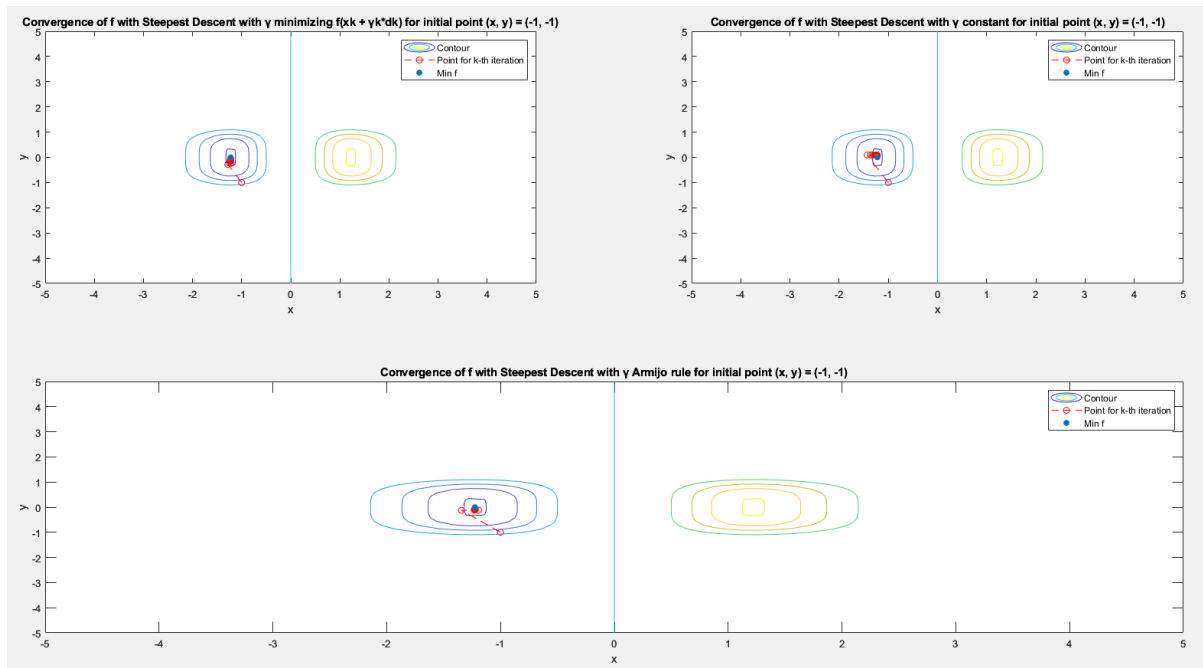 Convergence of f with Steepest Descent with γ minimizing f(xk + γk*dk) for initial point (x, y) = (-1, -1)
Contour
Point for k-th iteration
Min f
5
4
3
2
1
0
-1
-2
-3
-4
-5
y
-5 -4 -3 -2 -1 0 1 2 3 4 5
x
Convergence of f with Steepest Descent with γ constant for initial point (x, y) = (-1, -1)
Contour
Point for k-th iteration
Min f
5
4
3
2
1
0
-1
-2
-3
-4
-5
y
-5 -4 -3 -2 -1 0 1 2 3 4 5
x
Convergence of f with Steepest Descent with γ Armijo rule for initial point (x, y) = (-1, -1)
Contour
Point for k-th iteration
Min f
5
4
3
2
1
0
-1
-2
-3
-4
-5
y
-5 -4 -3 -2 -1 0 1 2 3 4 5
x